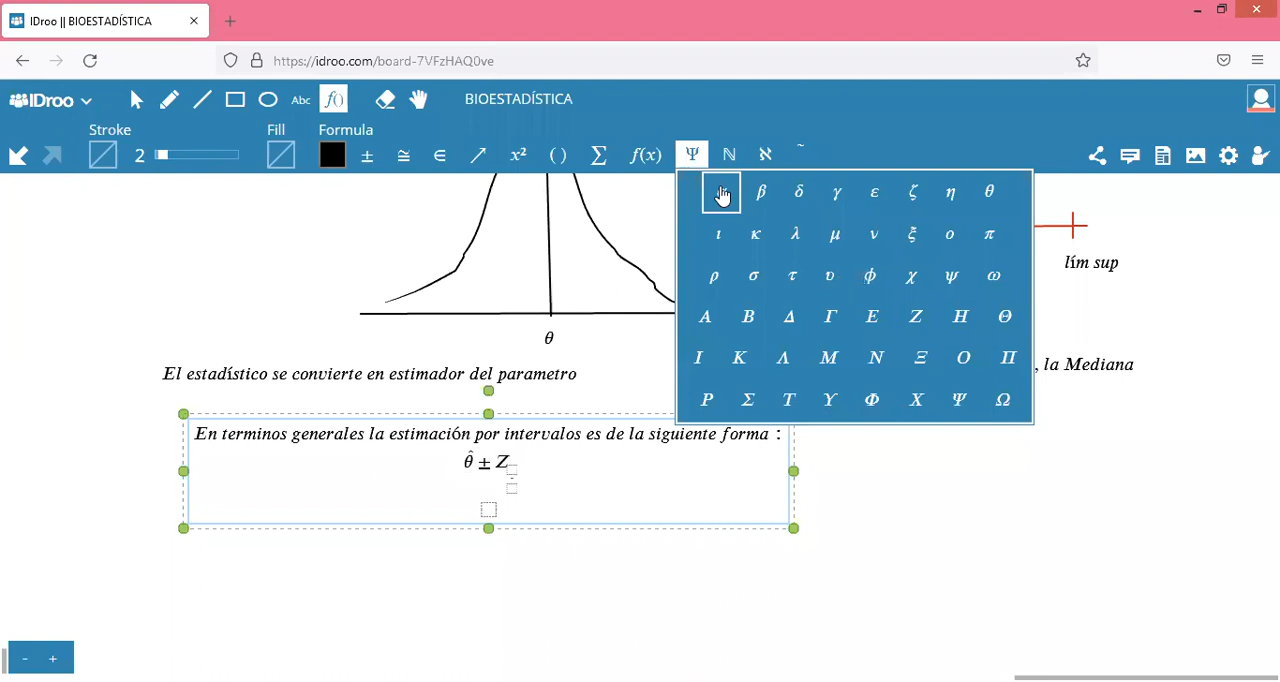 IDroo || BIOESTADÍSTICA
https://idroo.com/board-7VFzHAQ0ve
IDroo
Abc
f()
BIOESTADÍSTICA
Stroke
Fill
Formula
2
± ≅ ∈ x² ( ) ∑ f(x) Ψ ℕ ℵ ~
β δ γ ε ζ η θ
ι κ λ μ ν ξ ο π
ρ σ τ υ ϕ χ ψ ω
Α Β Δ Γ Ε Ζ Η Θ
Ι Κ Λ Μ Ν Ξ Ο Π
Ρ Σ Τ Υ Φ Χ Ψ Ω
lím sup
θ
, la Mediana
El estadístico se convierte en estimador del parametro
En terminos generales la estimación por intervalos es de la siguiente forma :
θ̂ ± Z
- +